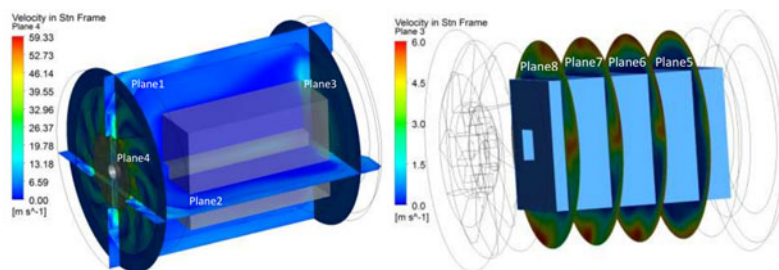 Velocity in Stn Frame
Plane 4
59.33
52.74
46.14
39.55
32.96
26.37
19.78
13.18
6.59
0.00
[m s^-1]
Plane1
Plane3
Plane4
Plane2
Velocity in Stn Frame
Plane 3
6.0
4.5
3.0
1.5
0.0
[m s^-1]
Plane8
Plane7
Plane6
Plane5